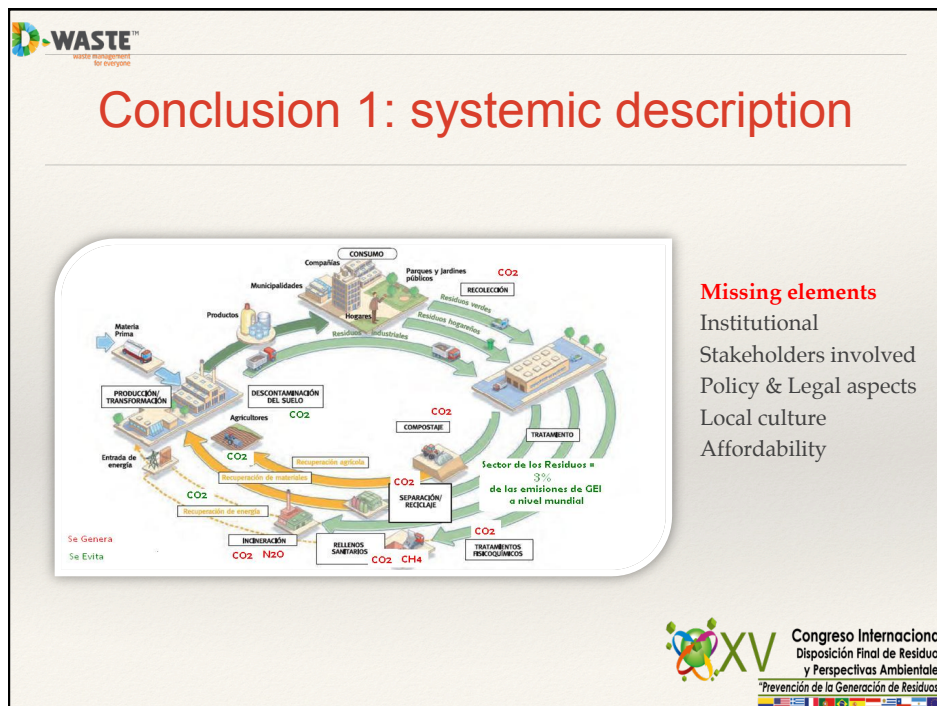 D-WASTE™
waste management
for everyone
Conclusion 1: systemic description
CONSUMO
Compañías
Parques y Jardines
públicos
CO2
RECOLECCIÓN
Municipalidades
Residuos verdes
Productos
Hogares
Residuos hogareños
Materia
Prima
Residuos industriales
PRODUCCIÓN/
TRANSFORMACIÓN
DESCONTAMINACIÓN
DEL SUELO
CO2
CO2
Agricultores
COMPOSTAJE
TRATAMIENTO
Entrada de
energía
CO2
Recuperación agrícola
Recuperación de materiales
CO2
Sector de los Residuos =
3%
de las emisiones de GEI
a nivel mundial
CO2
Recuperación de energía
SEPARACIÓN/
RECICLAJE
CO2
Se Genera
INCINERACIÓN
RELLENOS
SANITARIOS
TRATAMIENTOS
FISICOQUÍMICOS
Se Evita
CO2 N2O
CO2 CH4
Missing elements
Institutional
Stakeholders involved
Policy & Legal aspects
Local culture
Affordability
XV
Congreso Internaciona
Disposición Final de Residuo
y Perspectivas Ambientale
"Prevención de la Generación de Residuos